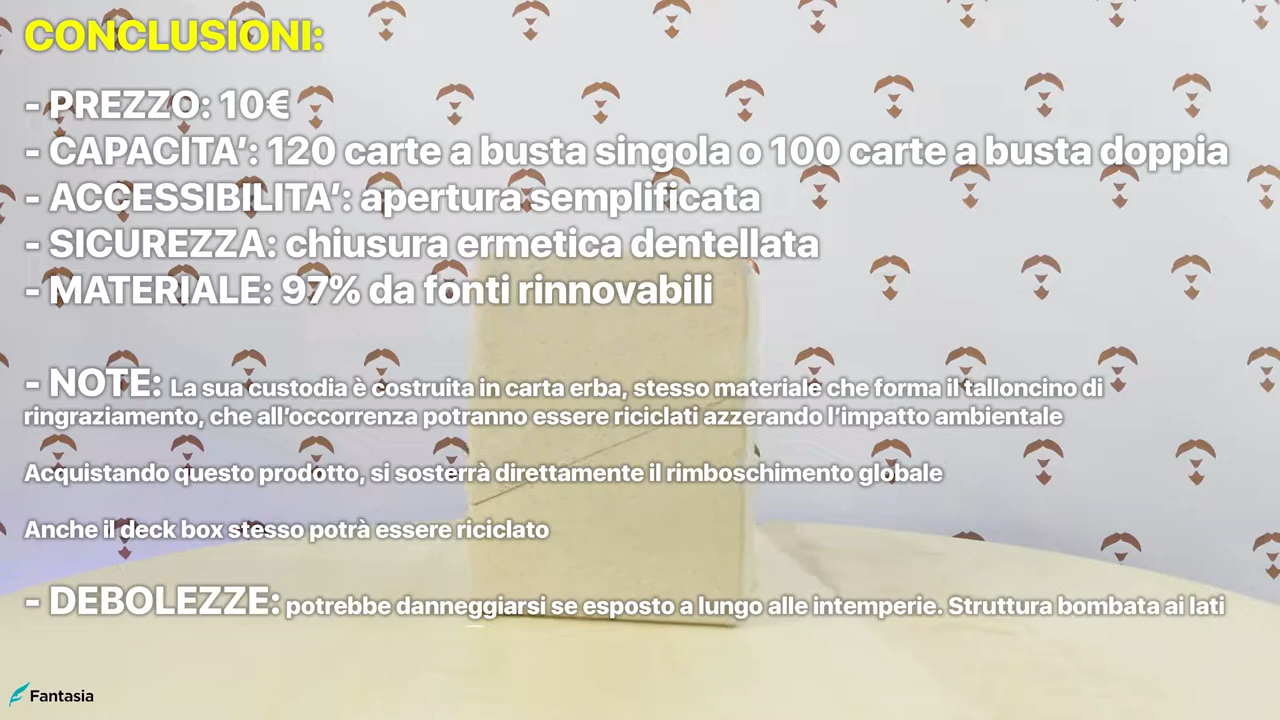 CONCLUSIONI:
- PREZZO: 10€
- CAPACITA': 120 carte a busta singola o 100 carte a busta doppia
- ACCESSIBILITA': apertura semplificata
- SICUREZZA: chiusura ermetica dentellata
- MATERIALE: 97% da fonti rinnovabili
- NOTE: La sua custodia è costruita in carta erba, stesso materiale che forma il talloncino di
ringraziamento, che all'occorrenza potranno essere riciclati azzerando l'impatto ambientale
Acquistando questo prodotto, si sosterrà direttamente il rimboschimento globale
Anche il deck box stesso potrà essere riciclato
- DEBOLEZZE: potrebbe danneggiarsi se esposto a lungo alle intemperie. Struttura bombata ai lati
Fantasia